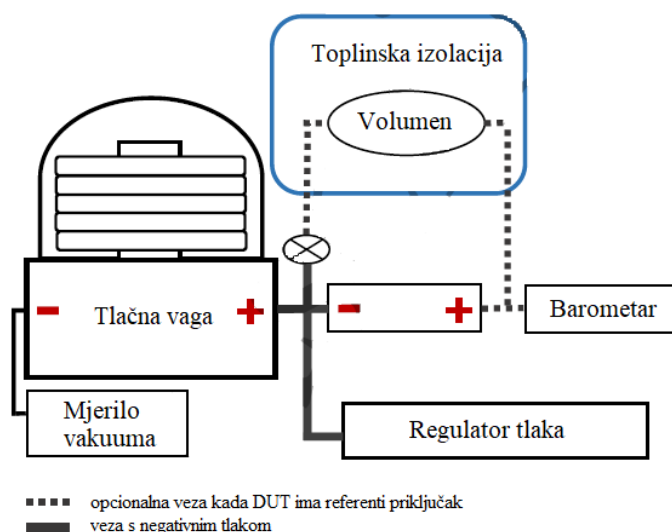 Toplinska izolacija
Volumen
− Tlačna vaga +
− +
Barometar
Mjerilo
vakuuma
Regulator tlaka
opcionalna veza kada DUT ima referenti priključak
veza s negativnim tlakom